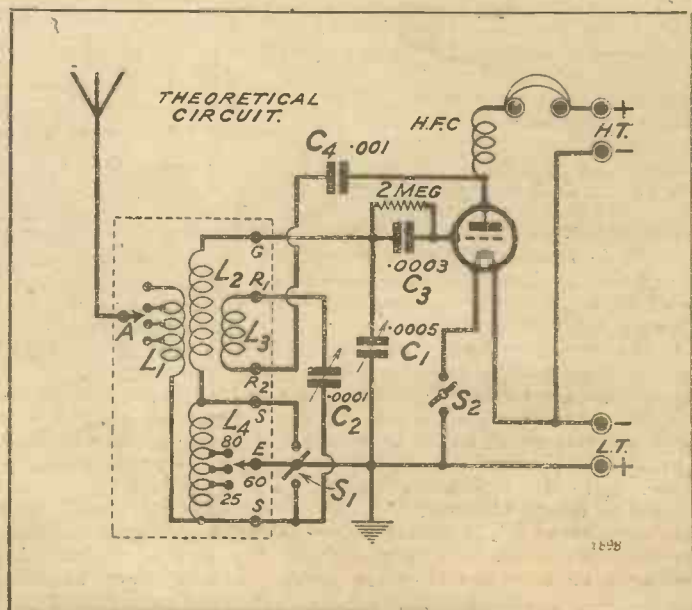 THEORETICAL
CIRCUIT.
H.F.C
+
H.T.
-
C4 .001
2 MEG
G
.0003
C3
L2
R1
L3
A
L1
.0005
C1
R2
.0001
C2
S
S2
L4
80
E
60
25
S1
S
-
L.T.
+
1898